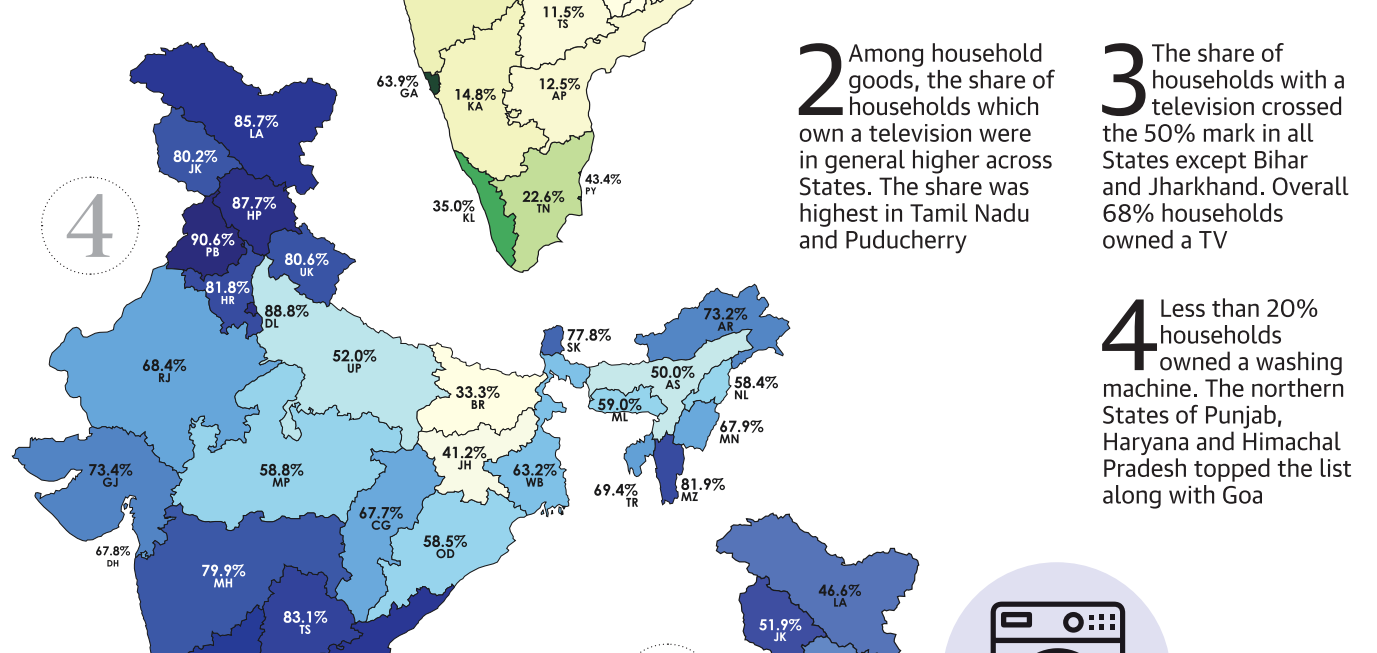 11.5%
TS
63.9%
GA
14.8%
KA
12.5%
AP
43.4%
PY
35.0%
KL
22.6%
TN
2 Among household
goods, the share of
households which
own a television were
in general higher across
States. The share was
highest in Tamil Nadu
and Puducherry
3 The share of
households with a
television crossed
the 50% mark in all
States except Bihar
and Jharkhand. Overall
68% households
owned a TV
4 Less than 20%
households
owned a washing
machine. The northern
States of Punjab,
Haryana and Himachal
Pradesh topped the list
along with Goa
4
85.7%
LA
80.2%
JK
87.7%
HP
90.6%
PB
80.6%
UK
81.8%
HR
88.8%
DL
68.4%
RJ
52.0%
UP
33.3%
BR
77.8%
SK
73.2%
AR
50.0%
AS
58.4%
NL
59.0%
ML
67.9%
MN
69.4%
TR
81.9%
MZ
73.4%
GJ
58.8%
MP
41.2%
JH
63.2%
WB
67.7%
CG
58.5%
OD
67.8%
DH
79.9%
MH
83.1%
TS
46.6%
LA
51.9%
JK